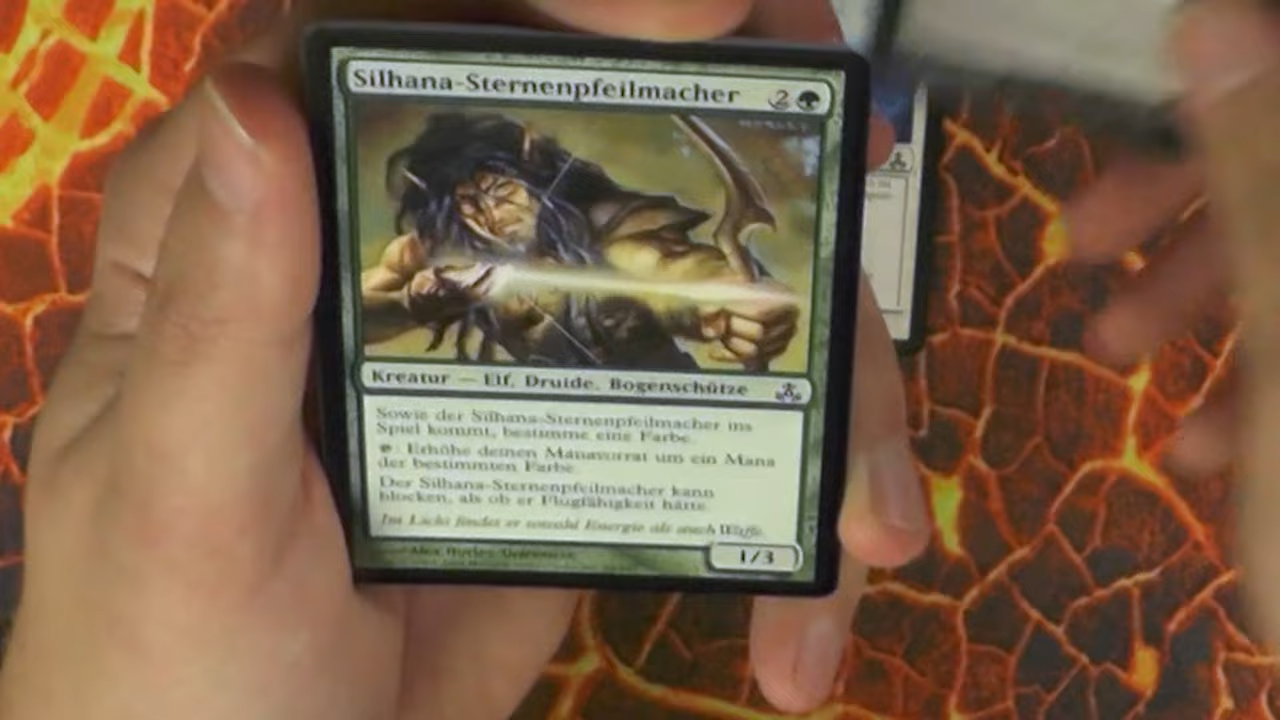 Silhana-Sternenpfeilmacher 2
Kreatur — Elf, Druide, Bogenschütze
Sowie der Silhana-Sternenpfeilmacher ins
Spiel kommt, bestimme eine Farbe.
: Erhöhe deinen Manavorrat um ein Mana
der bestimmten Farbe.
Der Silhana-Sternenpfeilmacher kann
blocken, als ob er Flugfähigkeit hätte.
Im Licht findet er sowohl Energie als auch Waffe.
1/3